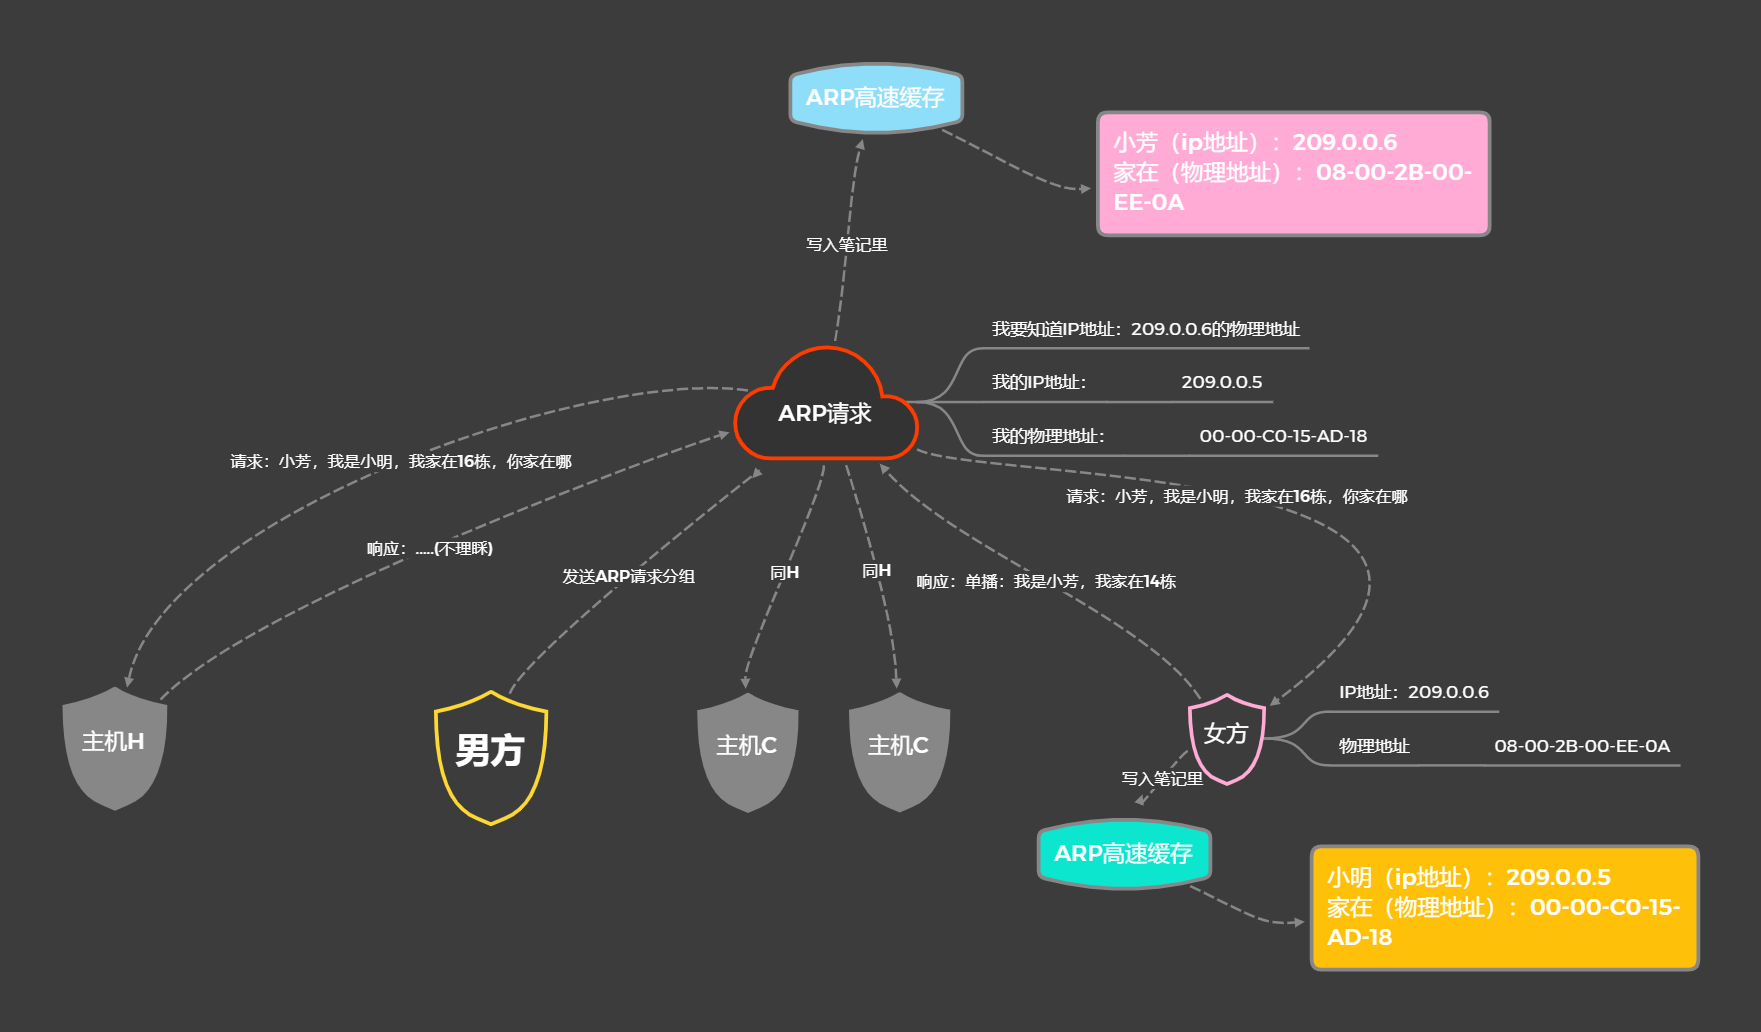 ARP高速缓存
小芳（ip地址）：209.0.0.6
家在（物理地址）：08-00-2B-00-
EE-0A
写入笔记里
我要知道IP地址：209.0.0.6的物理地址
我的IP地址： 209.0.0.5
ARP请求
我的物理地址： 00-00-C0-15-AD-18
请求：小芳，我是小明，我家在16栋，你家在哪
请求：小芳，我是小明，我家在16栋，你家在哪
响应：.....(不理睬)
发送ARP请求分组
同H
同H
响应：单播：我是小芳，我家在14栋
主机H
男方
主机C
主机C
女方
IP地址：209.0.0.6
物理地址 08-00-2B-00-EE-0A
写入笔记里
ARP高速缓存
小明（ip地址）：209.0.0.5
家在（物理地址）：00-00-C0-15-
AD-18